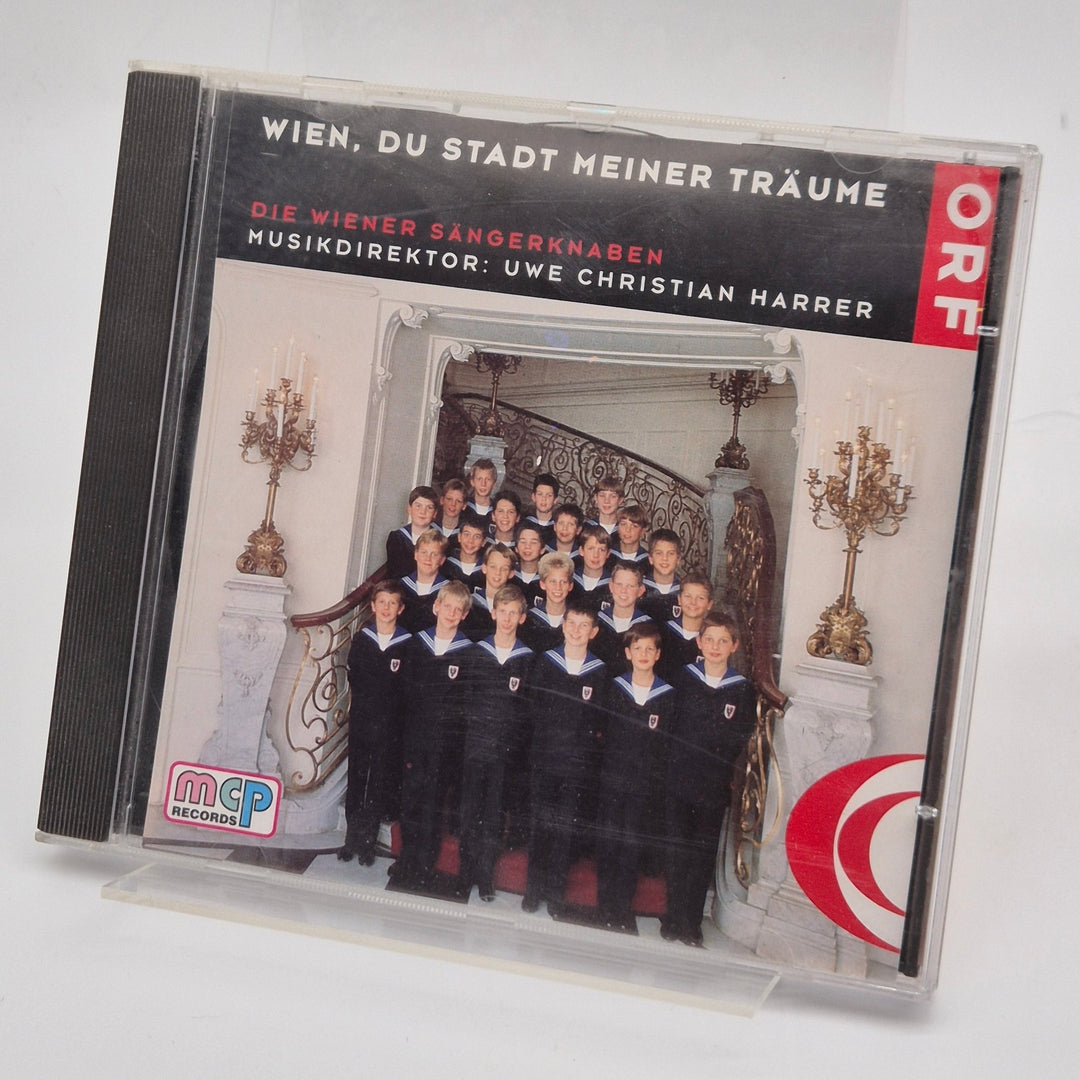 WIEN, DU STADT MEINER TRÄUME
DIE WIENER SÄNGERKNABEN
MUSIKDIREKTOR: UWE CHRISTIAN HARRER
ORF
mcp
RECORDS